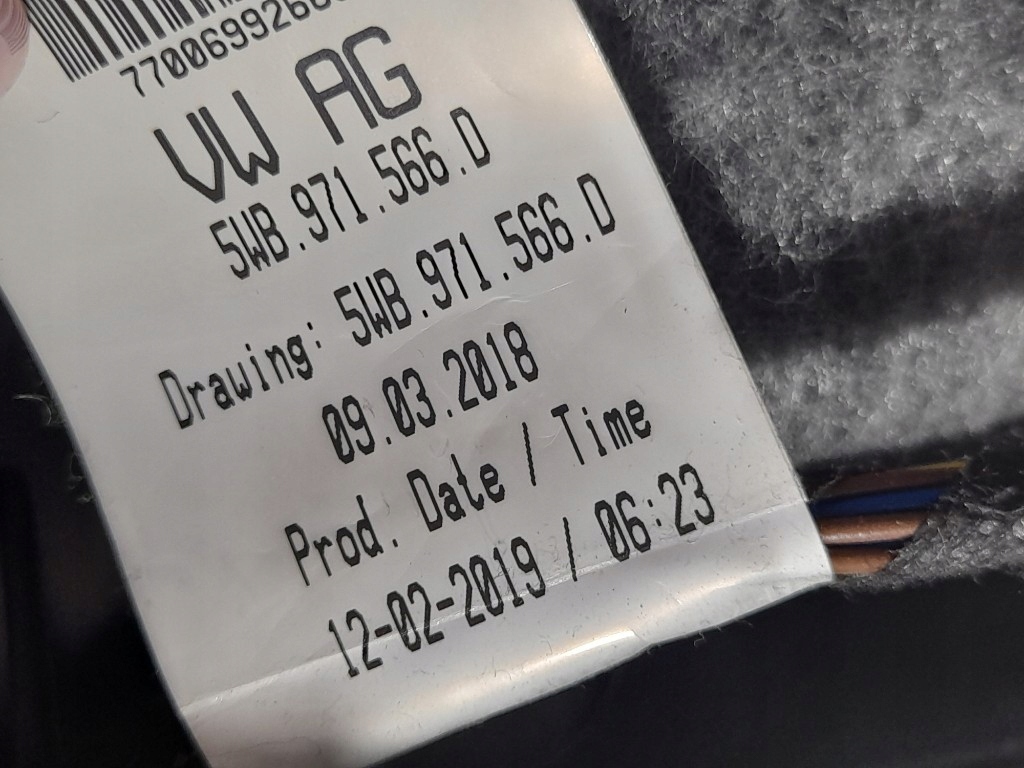 VW AG
5WB.971.566.D
Drawing: 5WB.971.566.D
09.03.2018
Prod. Date / Time
12-02-2019 / 06:23